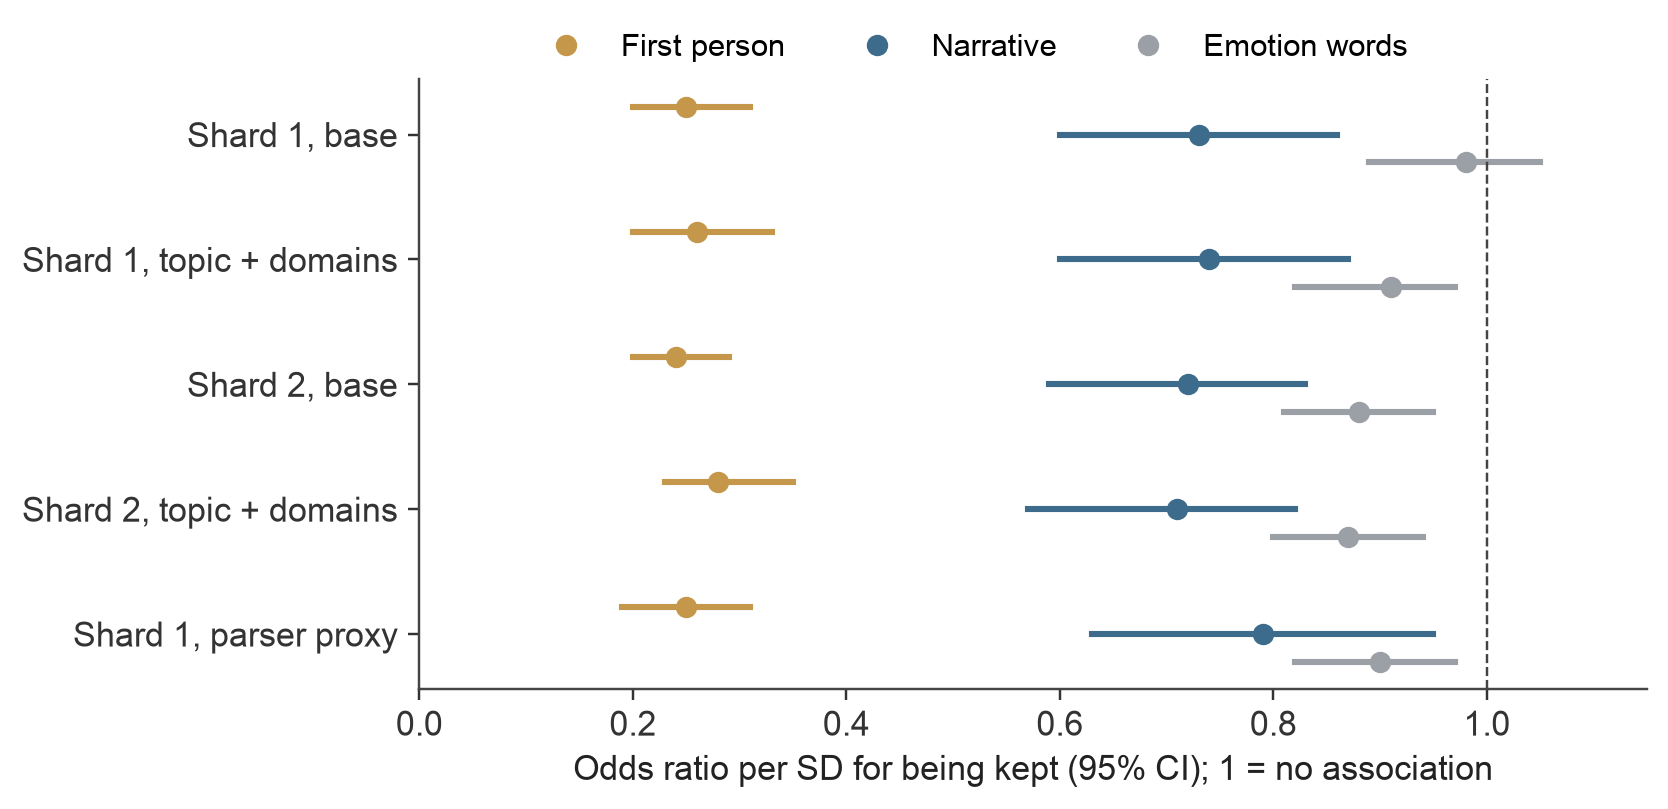 First person Narrative Emotion words
Shard 1, base
Shard 1, topic + domains
Shard 2, base
Shard 2, topic + domains
Shard 1, parser proxy
0.0 0.2 0.4 0.6 0.8 1.0
Odds ratio per SD for being kept (95% CI); 1 = no association